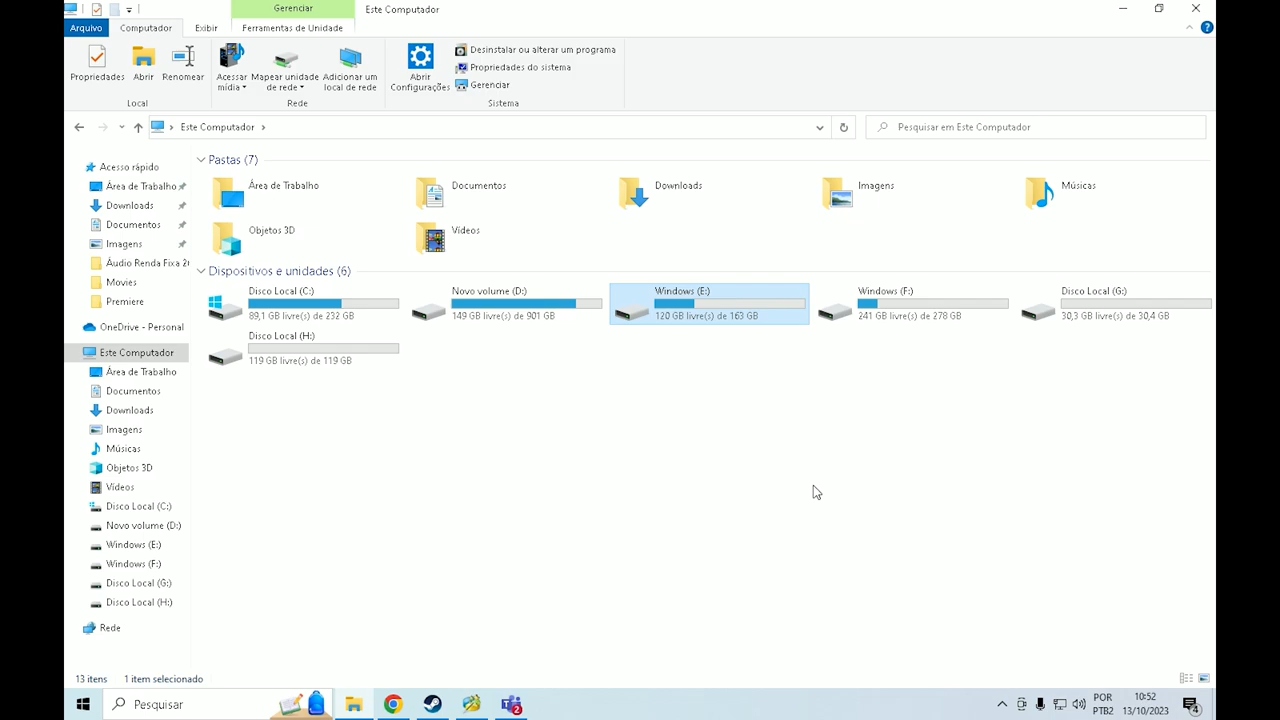 Gerenciar
Este Computador
Arquivo
Computador
Exibir
Ferramentas de Unidade
Propriedades
Abrir
Renomear
Acessar
mídia
Mapear unidade
de rede
Adicionar um
local de rede
Abrir
Configurações
Desinstalar ou alterar um programa
Propriedades do sistema
Gerenciar
Local
Rede
Sistema
Este Computador
Pesquisar em Este Computador
Acesso rápido
Área de Trabalho
Downloads
Documentos
Imagens
Áudio Renda Fixa 2
Movies
Premiere
OneDrive - Personal
Este Computador
Área de Trabalho
Documentos
Downloads
Imagens
Músicas
Objetos 3D
Vídeos
Disco Local (C:)
Novo volume (D:)
Windows (E:)
Windows (F:)
Disco Local (G:)
Disco Local (H:)
Rede
Pastas (7)
Área de Trabalho
Documentos
Downloads
Imagens
Músicas
Objetos 3D
Vídeos
Dispositivos e unidades (6)
Disco Local (C:)
89,1 GB livre(s) de 232 GB
Novo volume (D:)
149 GB livre(s) de 901 GB
Windows (E:)
120 GB livre(s) de 163 GB
Windows (F:)
241 GB livre(s) de 278 GB
Disco Local (G:)
30,3 GB livre(s) de 30,4 GB
Disco Local (H:)
119 GB livre(s) de 119 GB
13 itens
1 item selecionado
Pesquisar
2
POR
PTB2
10:52
13/10/2023
4